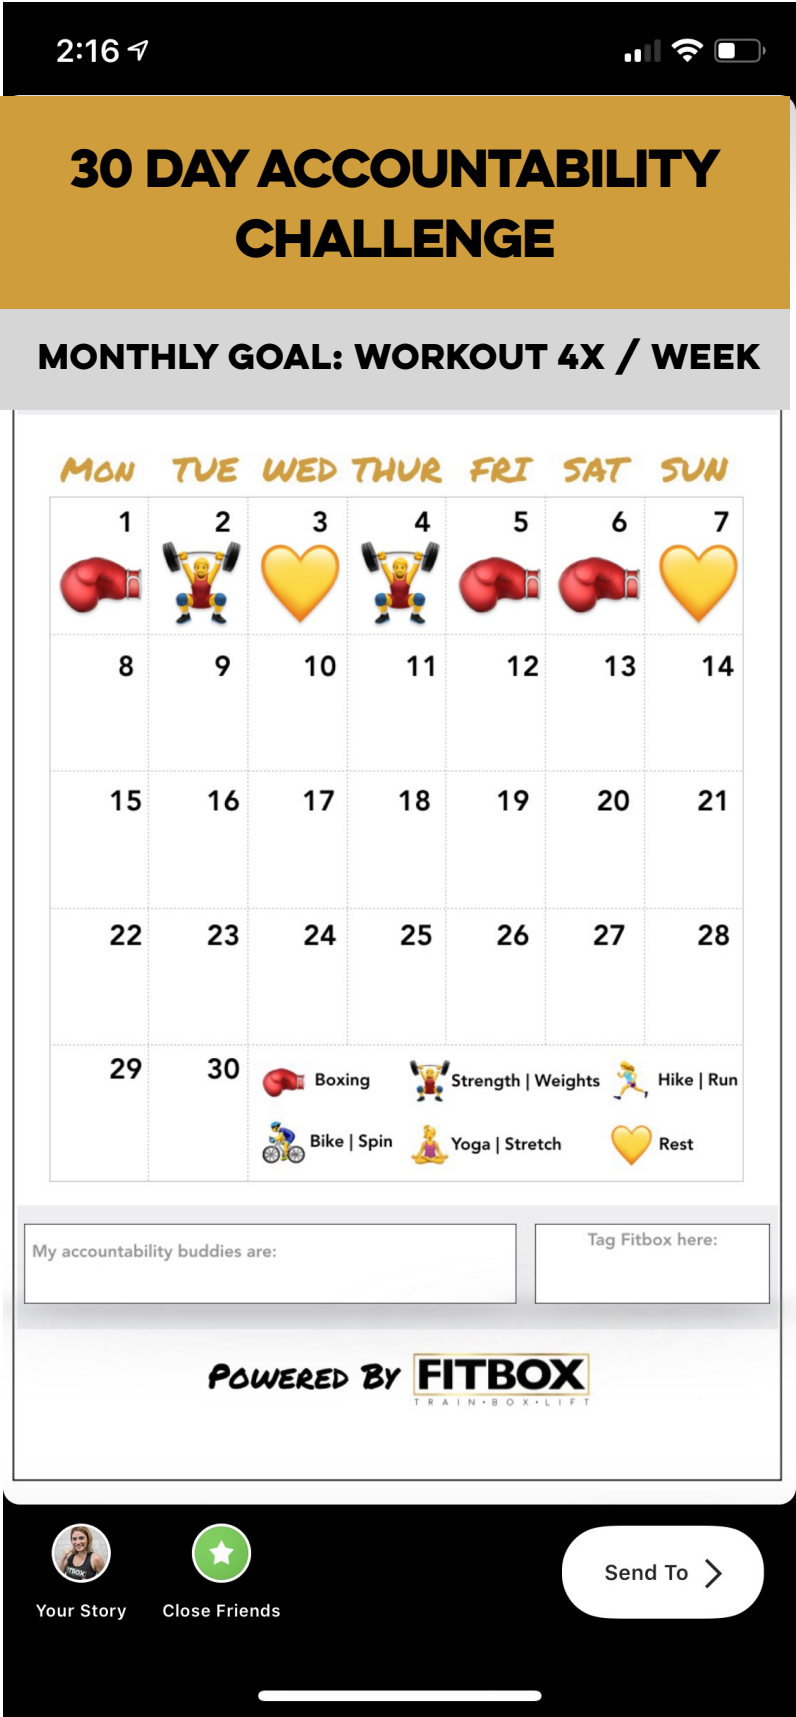 2:16
30 DAY ACCOUNTABILITY
CHALLENGE
MONTHLY GOAL: WORKOUT 4X / WEEK
MON TUE WED THUR FRI SAT SUN
1 2 3 4 5 6 7
8 9 10 11 12 13 14
15 16 17 18 19 20 21
22 23 24 25 26 27 28
29 30
Boxing Strength | Weights Hike | Run
Bike | Spin Yoga | Stretch Rest
My accountability buddies are:
Tag Fitbox here:
POWERED BY FITBOX
TRAIN•BOX•LIFT
Your Story Close Friends
Send To